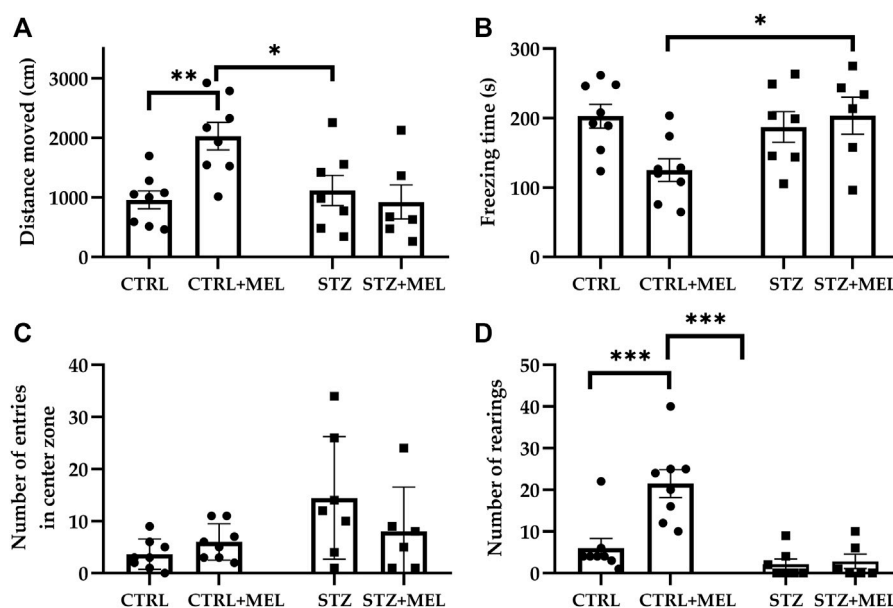 A
Distance moved (cm)
3000
2000
1000
0
**
*
CTRL
CTRL+MEL
STZ
STZ+MEL
B
Freezing time (s)
300
200
100
0
*
CTRL
CTRL+MEL
STZ
STZ+MEL
C
Number of entries
in center zone
40
30
20
10
0
CTRL
CTRL+MEL
STZ
STZ+MEL
D
Number of rearings
50
40
30
20
10
0
***
***
CTRL
CTRL+MEL
STZ
STZ+MEL